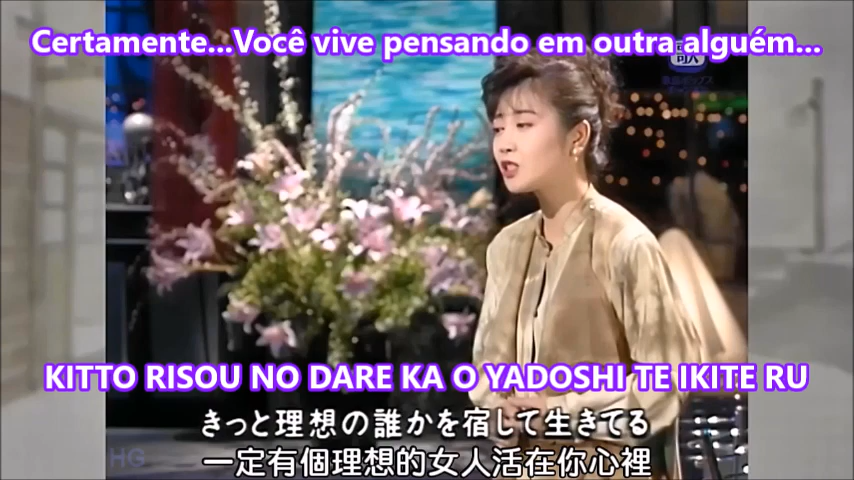 Certamente...Você vive pensando em outra alguém...
歌
KITTO RISOU NO DARE KA O YADOSHI TE IKITE RU
きっと理想の誰かを宿して生きてる
一定有個理想的女人活在你心裡
HG